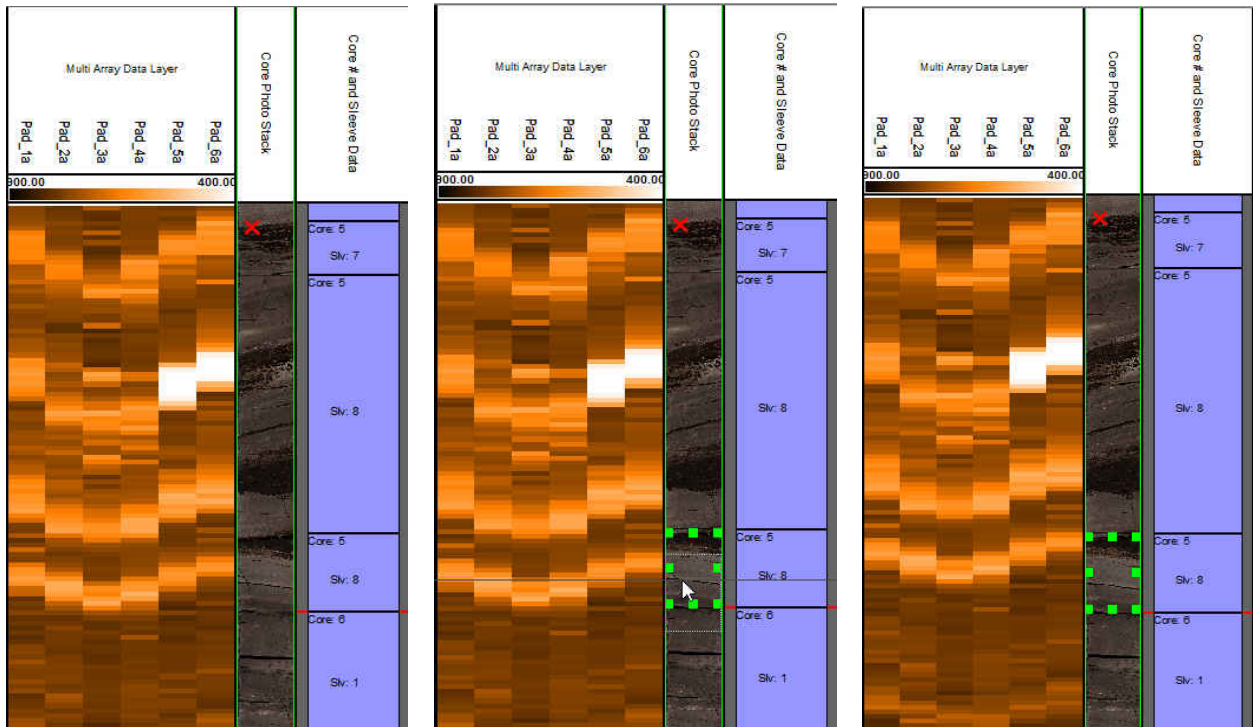 Multi Array Data Layer
Pad_1a
Pad_2a
Pad_3a
Pad_4a
Pad_5a
Pad_6a
900.00
400.00
Core Photo Stack
Core # and Sleeve Data
Core: 5
Slv: 7
Core: 5
Slv: 8
Core: 5
Slv: 8
Core: 6
Slv: 1
Multi Array Data Layer
Pad_1a
Pad_2a
Pad_3a
Pad_4a
Pad_5a
Pad_6a
900.00
400.00
Core Photo Stack
Core # and Sleeve Data
Core: 5
Slv: 7
Core: 5
Slv: 8
Core: 5
Slv: 8
Core: 6
Slv: 1
Multi Array Data Layer
Pad_1a
Pad_2a
Pad_3a
Pad_4a
Pad_5a
Pad_6a
900.00
400.00
Core Photo Stack
Core # and Sleeve Data
Core: 5
Slv: 7
Core: 5
Slv: 8
Core: 5
Slv: 8
Core: 6
Slv: 1